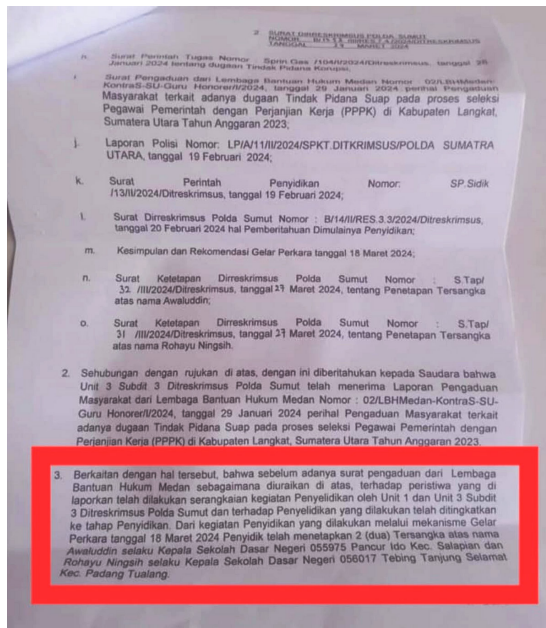 2 SURAT DIRRESKRIMSUS POLDA SUMUT
NOMOR
TANGGAL 29 MARET 2024
h. Surat Perintah Tugas Nomor Sprin Gas /104/I/2024/Ditreskrimsus, tanggal 26
Januari 2024 tentang dugaan Tindak Pidana Korupsi;
Surat Pengaduan dari Lembaga Bantuan Hukum Medan Nomor 02/LBHMedan-
KontraS-SU-Guru Honorer/I/2024, tanggal 29 Januari 2024 perihal Pengaduan
Masyarakat terkait adanya dugaan Tindak Pidana Suap pada proses seleksi
Pegawai Pemerintah dengan Perjanjian Kerja (PPPK) di Kabupaten Langkat,
Sumatera Utara Tahun Anggaran 2023;
j. Laporan Polisi Nomor: LP/A/11/II/2024/SPKT.DITKRIMSUS/POLDA SUMATRA
UTARA, tanggal 19 Februari 2024;
k. Surat Perintah Penyidikan Nomor: SP.Sidik
/13/II/2024/Ditreskrimsus, tanggal 19 Februari 2024;
l. Surat Dirreskrimsus Polda Sumut Nomor : B/14/II/RES.3.3/2024/Ditreskrimsus,
tanggal 20 Februari 2024 hal Pemberitahuan Dimulainya Penyidikan;
m. Kesimpulan dan Rekomendasi Gelar Perkara tanggal 18 Maret 2024;
n. Surat Ketetapan Dirreskrimsus Polda Sumut Nomor : S.Tap/
32 /III/2024/Ditreskrimsus, tanggal 27 Maret 2024, tentang Penetapan Tersangka
atas nama Awaluddin;
o. Surat Ketetapan Dirreskrimsus Polda Sumut Nomor : S.Tap/
31 /III/2024/Ditreskrimsus, tanggal 27 Maret 2024, tentang Penetapan Tersangka
atas nama Rohayu Ningsih.
2. Sehubungan dengan rujukan di atas, dengan ini diberitahukan kepada Saudara bahwa
Unit 3 Subdit 3 Ditreskrimsus Polda Sumut telah menerima Laporan Pengaduan
Masyarakat dari Lembaga Bantuan Hukum Medan Nomor : 02/LBHMedan-KontraS-SU-
Guru Honorer/I/2024, tanggal 29 Januari 2024 perihal Pengaduan Masyarakat terkait
adanya dugaan Tindak Pidana Suap pada proses seleksi Pegawai Pemerintah dengan
Perjanjian Kerja (PPPK) di Kabupaten Langkat, Sumatera Utara Tahun Anggaran 2023.
3. Berkaitan dengan hal tersebut, bahwa sebelum adanya surat pengaduan dari Lembaga
Bantuan Hukum Medan sebagaimana diuraikan di atas, terhadap peristiwa yang di
laporkan telah dilakukan serangkaian kegiatan Penyelidikan oleh Unit 1 dan Unit 3 Subdit
3 Ditreskrimsus Polda Sumut dan terhadap Penyelidikan yang dilakukan telah ditingkatkan
ke tahap Penyidikan. Dari kegiatan Penyidikan yang dilakukan melalui mekanisme Gelar
Perkara tanggal 18 Maret 2024 Penyidik telah menetapkan 2 (dua) Tersangka atas nama
Awaluddin selaku Kepala Sekolah Dasar Negeri 055975 Pancur Ido Kec. Salapian dan
Rohayu Ningsih selaku Kepala Sekolah Dasar Negeri 056017 Tebing Tanjung Selamat
Kec. Padang Tualang.